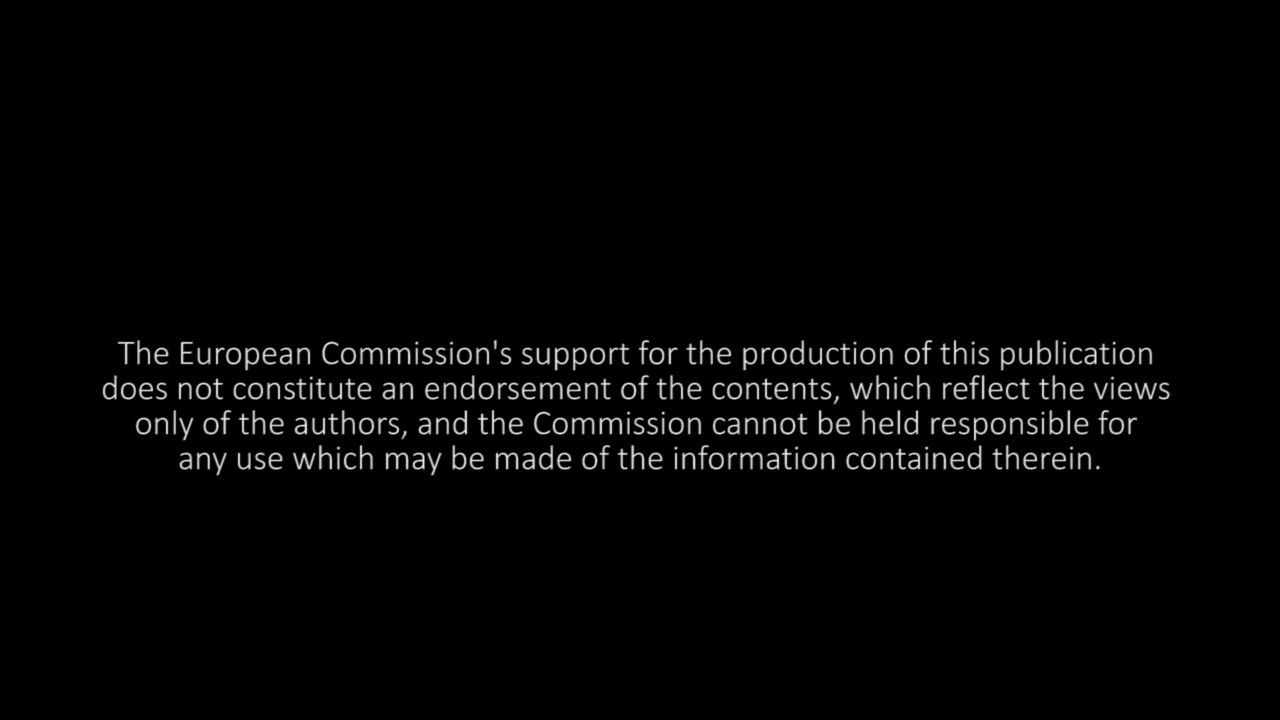 The European Commission's support for the production of this publication
does not constitute an endorsement of the contents, which reflect the views
only of the authors, and the Commission cannot be held responsible for
any use which may be made of the information contained therein.